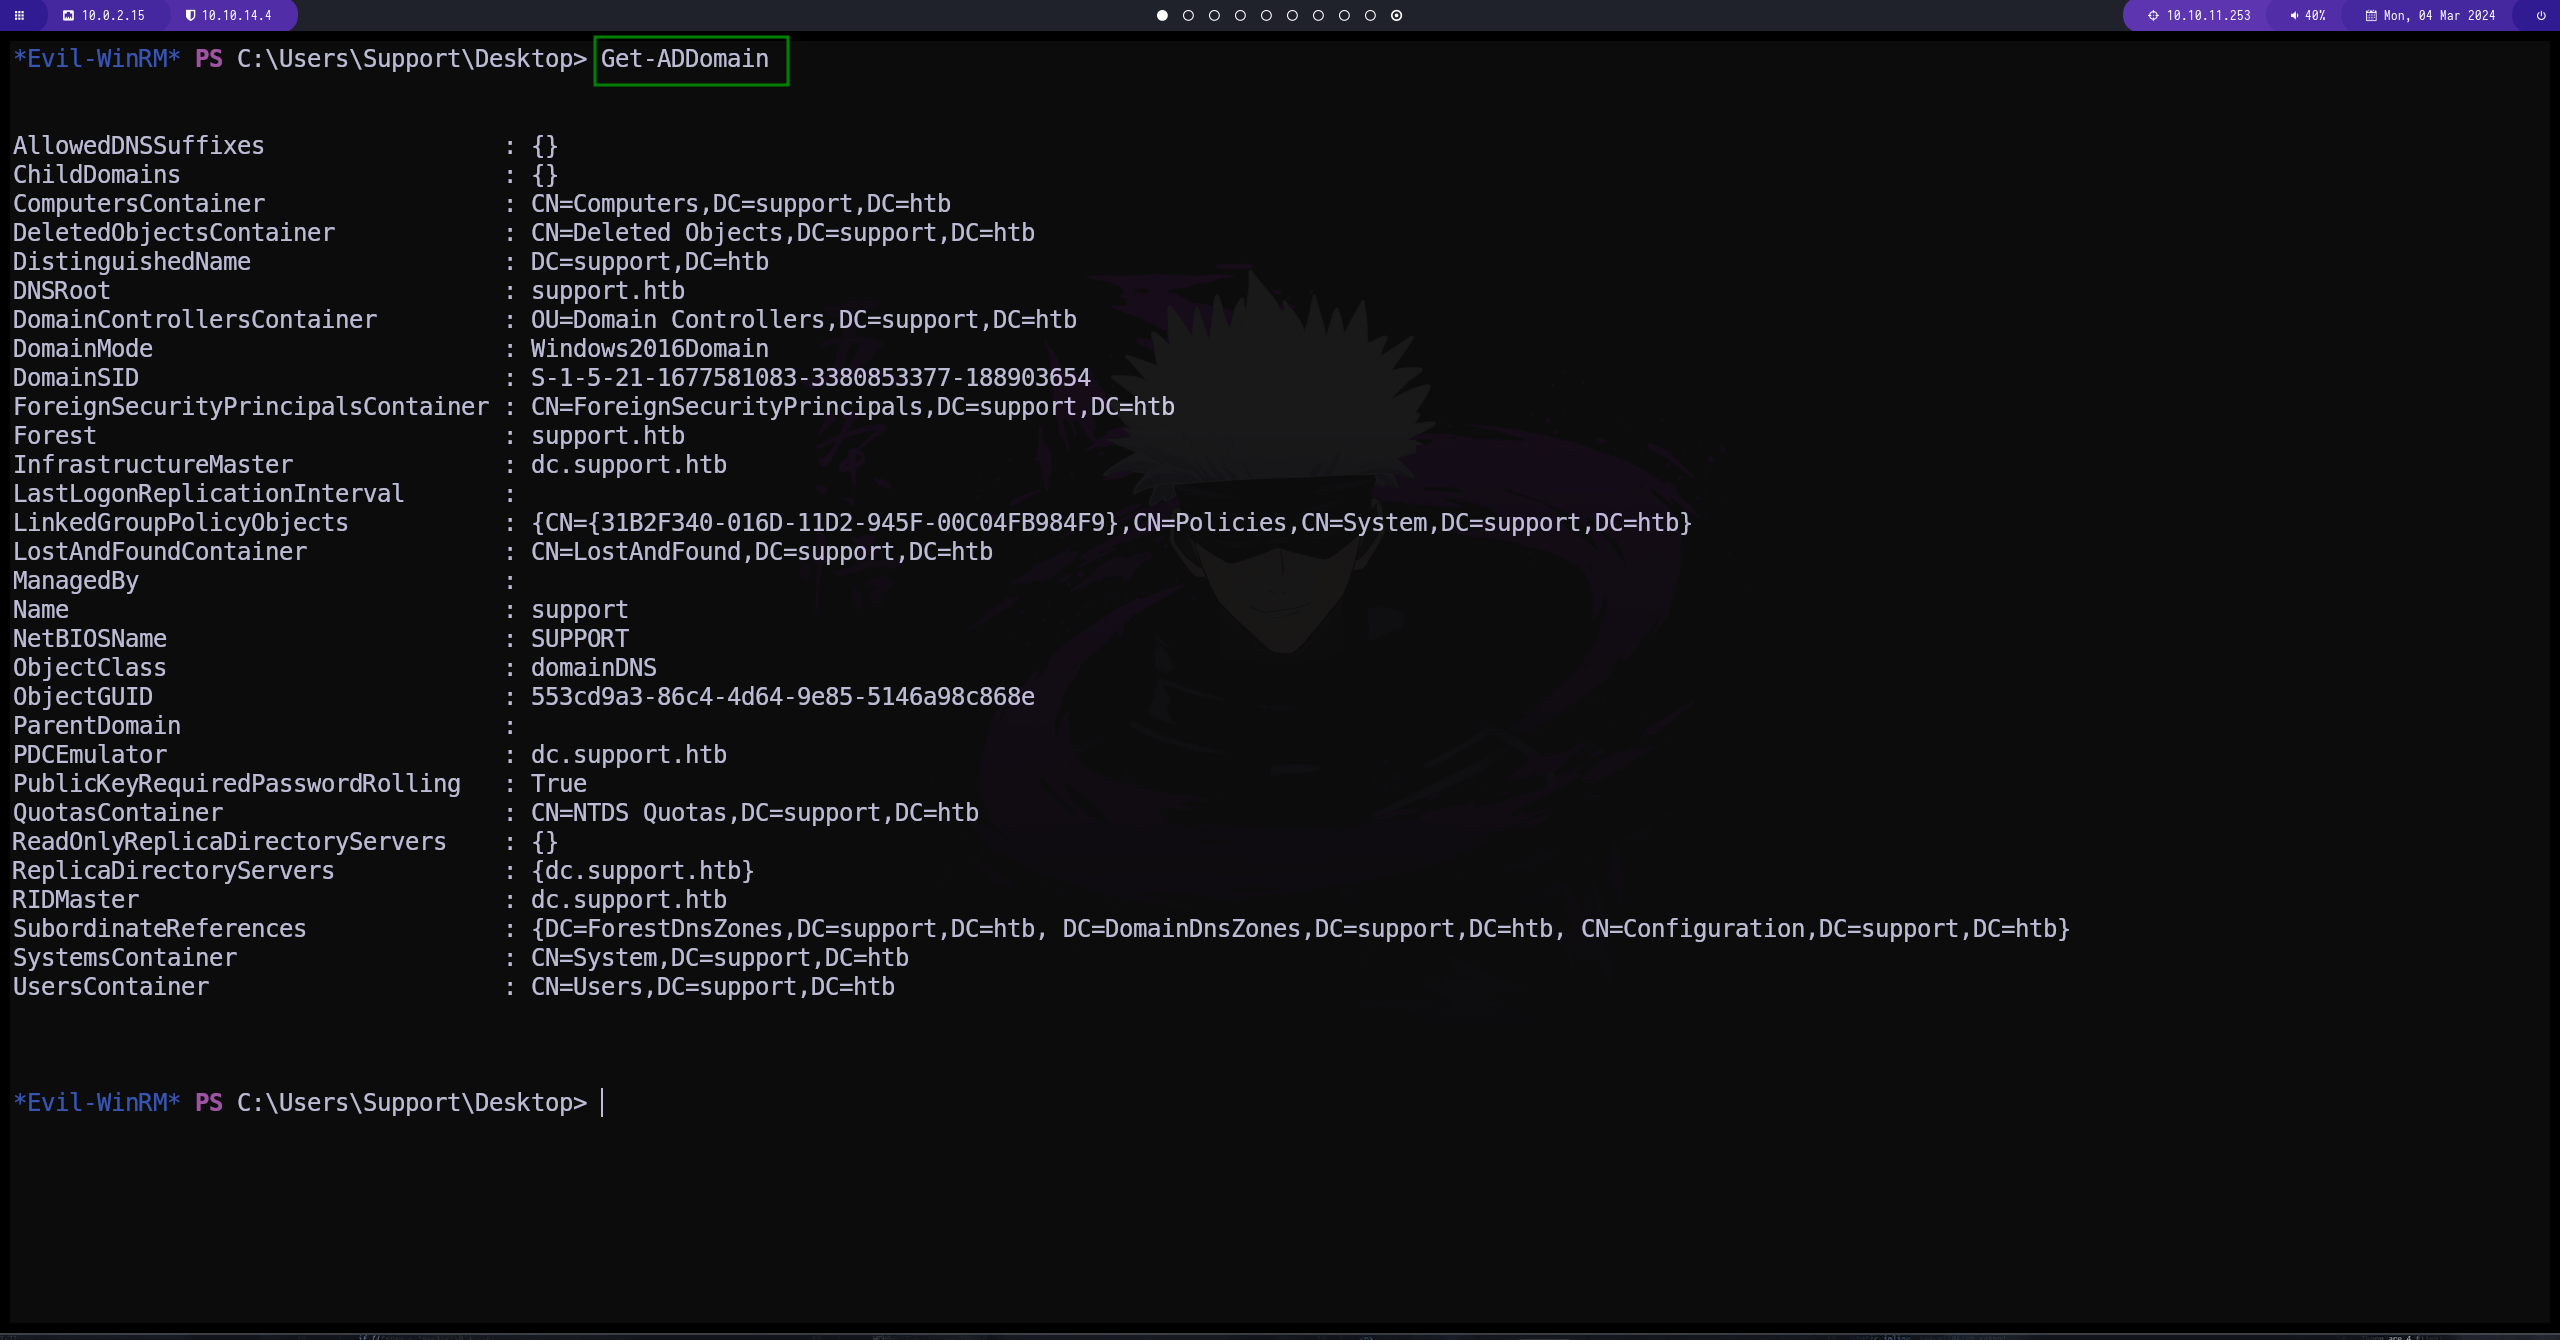 10.0.2.15 10.10.14.4 10.10.11.253 40% Mon, 04 Mar 2024
*Evil-WinRM* PS C:\Users\Support\Desktop> Get-ADDomain
AllowedDNSSuffixes : {}
ChildDomains : {}
ComputersContainer : CN=Computers,DC=support,DC=htb
DeletedObjectsContainer : CN=Deleted Objects,DC=support,DC=htb
DistinguishedName : DC=support,DC=htb
DNSRoot : support.htb
DomainControllersContainer : OU=Domain Controllers,DC=support,DC=htb
DomainMode : Windows2016Domain
DomainSID : S-1-5-21-1677581083-3380853377-188903654
ForeignSecurityPrincipalsContainer : CN=ForeignSecurityPrincipals,DC=support,DC=htb
Forest : support.htb
InfrastructureMaster : dc.support.htb
LastLogonReplicationInterval :
LinkedGroupPolicyObjects : {CN={31B2F340-016D-11D2-945F-00C04FB984F9},CN=Policies,CN=System,DC=support,DC=htb}
LostAndFoundContainer : CN=LostAndFound,DC=support,DC=htb
ManagedBy :
Name : support
NetBIOSName : SUPPORT
ObjectClass : domainDNS
ObjectGUID : 553cd9a3-86c4-4d64-9e85-5146a98c868e
ParentDomain :
PDCEmulator : dc.support.htb
PublicKeyRequiredPasswordRolling : True
QuotasContainer : CN=NTDS Quotas,DC=support,DC=htb
ReadOnlyReplicaDirectoryServers : {}
ReplicaDirectoryServers : {dc.support.htb}
RIDMaster : dc.support.htb
SubordinateReferences : {DC=ForestDnsZones,DC=support,DC=htb, DC=DomainDnsZones,DC=support,DC=htb, CN=Configuration,DC=support,DC=htb}
SystemsContainer : CN=System,DC=support,DC=htb
UsersContainer : CN=Users,DC=support,DC=htb
*Evil-WinRM* PS C:\Users\Support\Desktop>